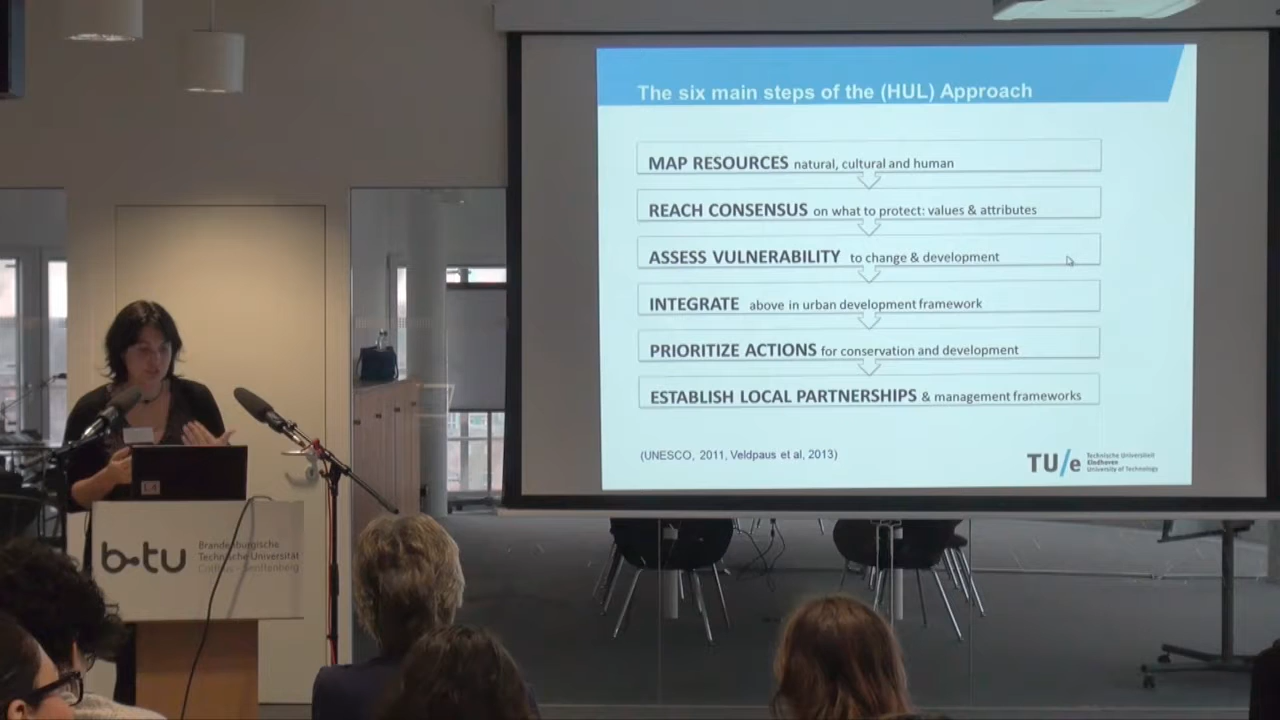 The six main steps of the (HUL) Approach
MAP RESOURCES natural, cultural and human
REACH CONSENSUS on what to protect: values & attributes
ASSESS VULNERABILITY to change & development
INTEGRATE above in urban development framework
PRIORITIZE ACTIONS for conservation and development
ESTABLISH LOCAL PARTNERSHIPS & management frameworks
(UNESCO, 2011, Veldpaus et al, 2013)
TU/e Technische Universiteit
Eindhoven
University of Technology
b-tu Brandenburgische
Technische Universität
Cottbus - Senftenberg